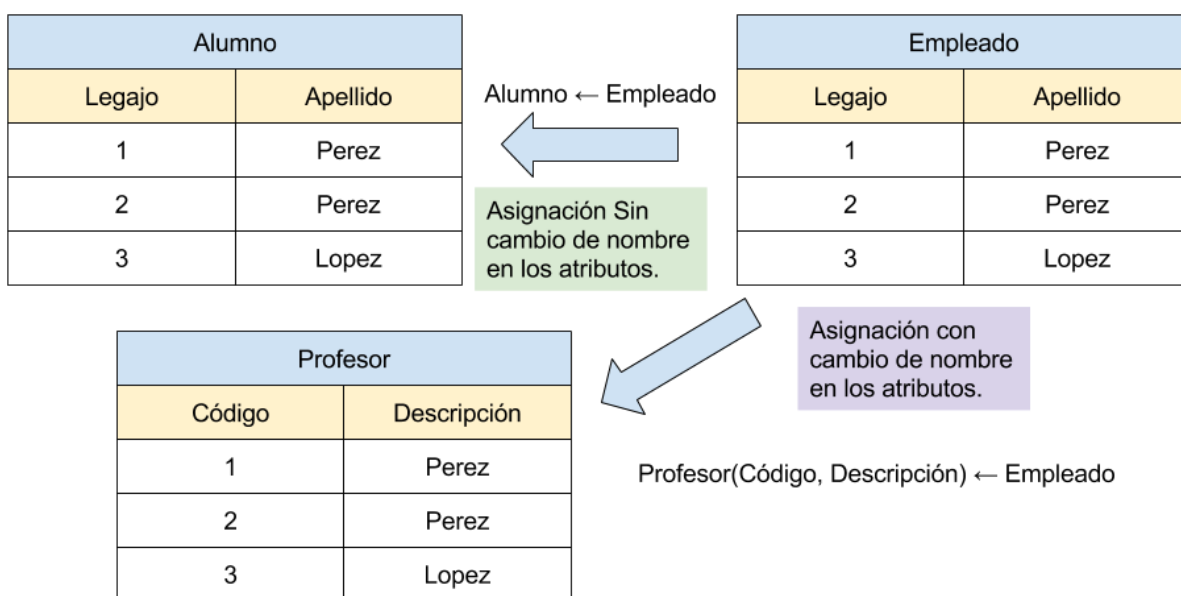 Alumno
Legajo Apellido
1 Perez
2 Perez
3 Lopez
Alumno ← Empleado
Asignación Sin
cambio de nombre
en los atributos.
Empleado
Legajo Apellido
1 Perez
2 Perez
3 Lopez
Profesor
Código Descripción
1 Perez
2 Perez
3 Lopez
Asignación con
cambio de nombre
en los atributos.
Profesor(Código, Descripción) ← Empleado